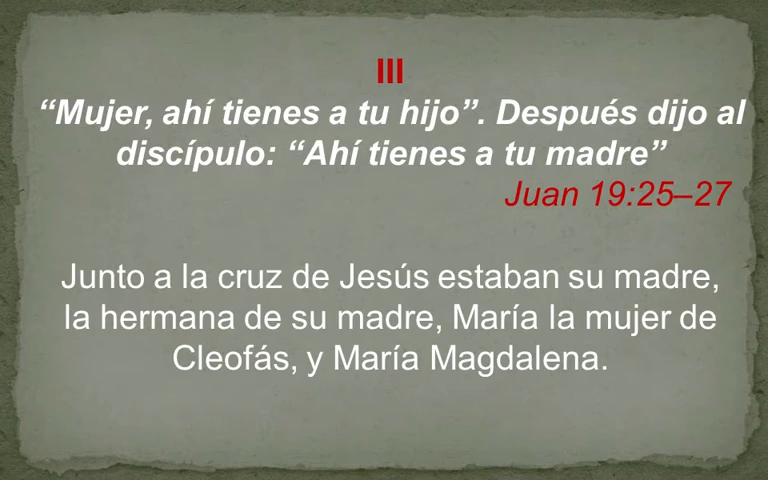 III
“Mujer, ahí tienes a tu hijo”. Después dijo al
discípulo: “Ahí tienes a tu madre”
Juan 19:25–27
Junto a la cruz de Jesús estaban su madre,
la hermana de su madre, María la mujer de
Cleofás, y María Magdalena.